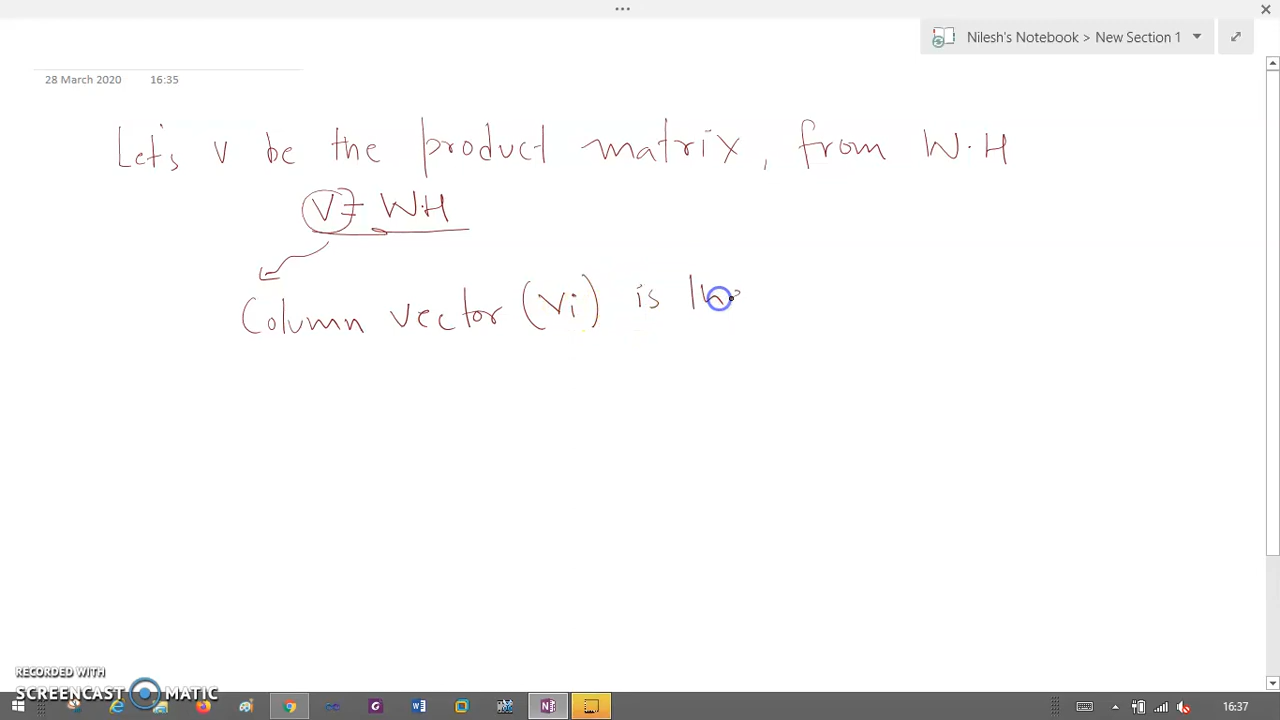 Nilesh's Notebook > New Section 1
28 March 2020 16:35
Let's V be the product matrix, from W.H
V = W.H
Column vector (Vi) is
RECORDED WITH
SCREENCAST MATIC
16:37